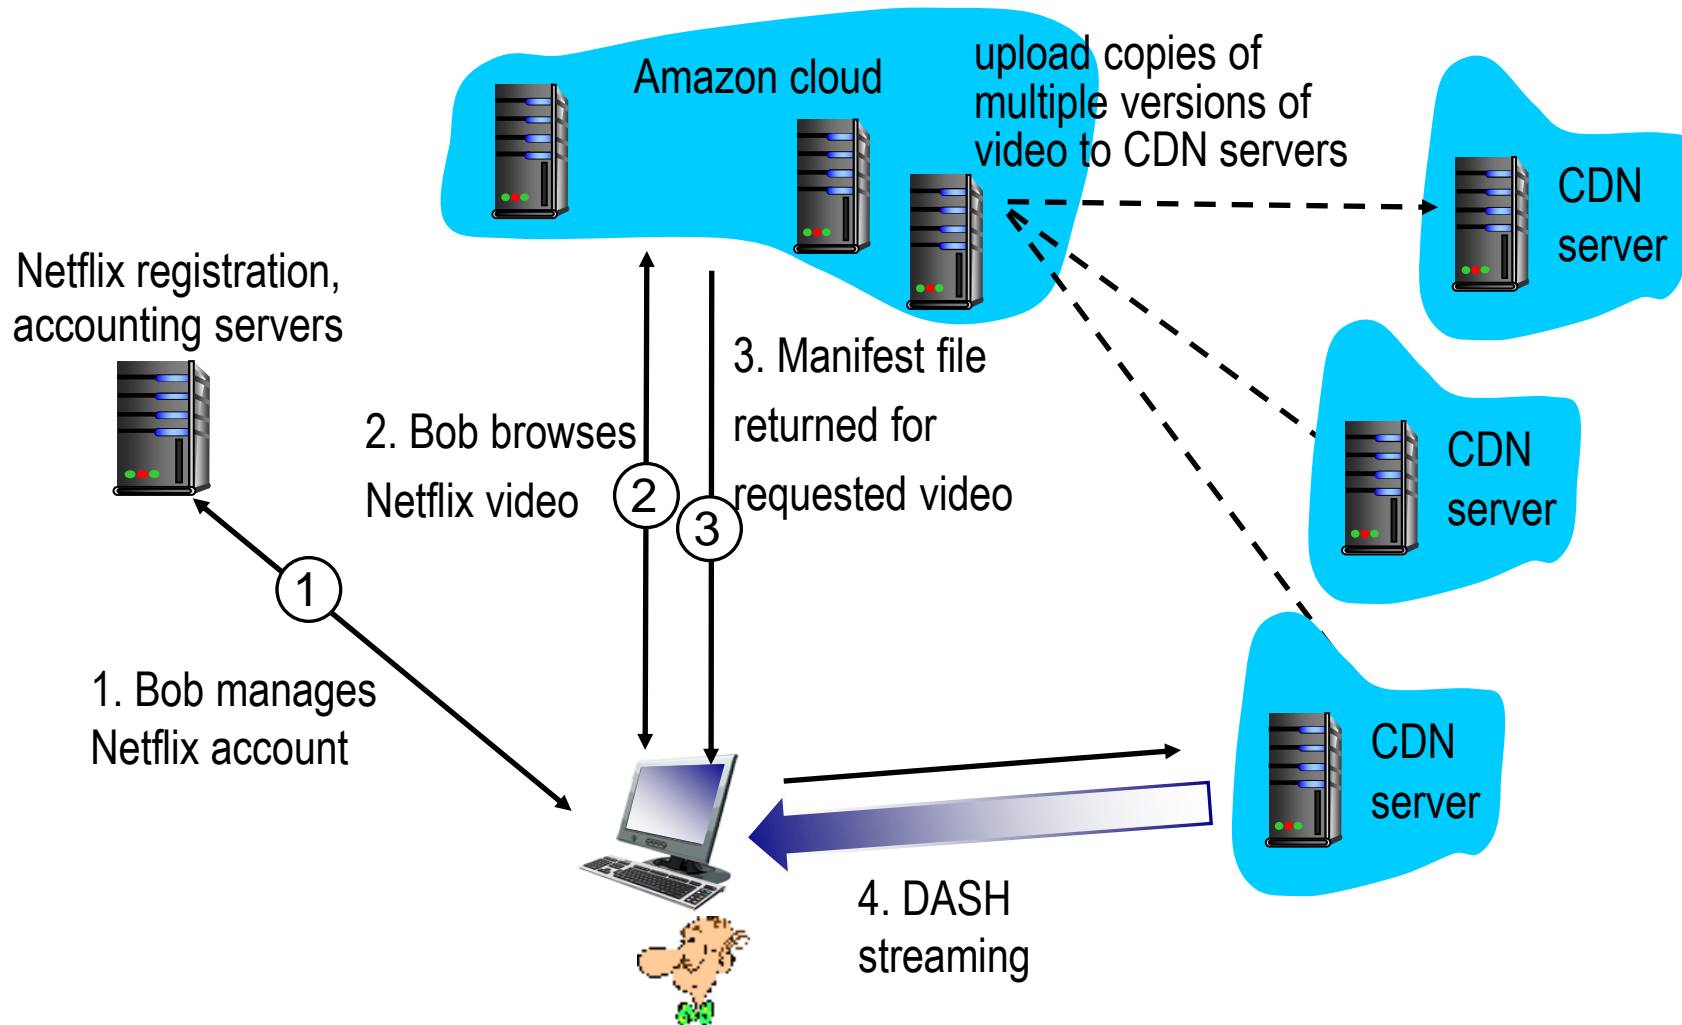 Amazon cloud
upload copies of
multiple versions of
video to CDN servers
CDN
server
Netflix registration,
accounting servers
3. Manifest file
returned for
requested video
2. Bob browses
Netflix video
CDN
server
2
3
1
1. Bob manages
Netflix account
CDN
server
4. DASH
streaming